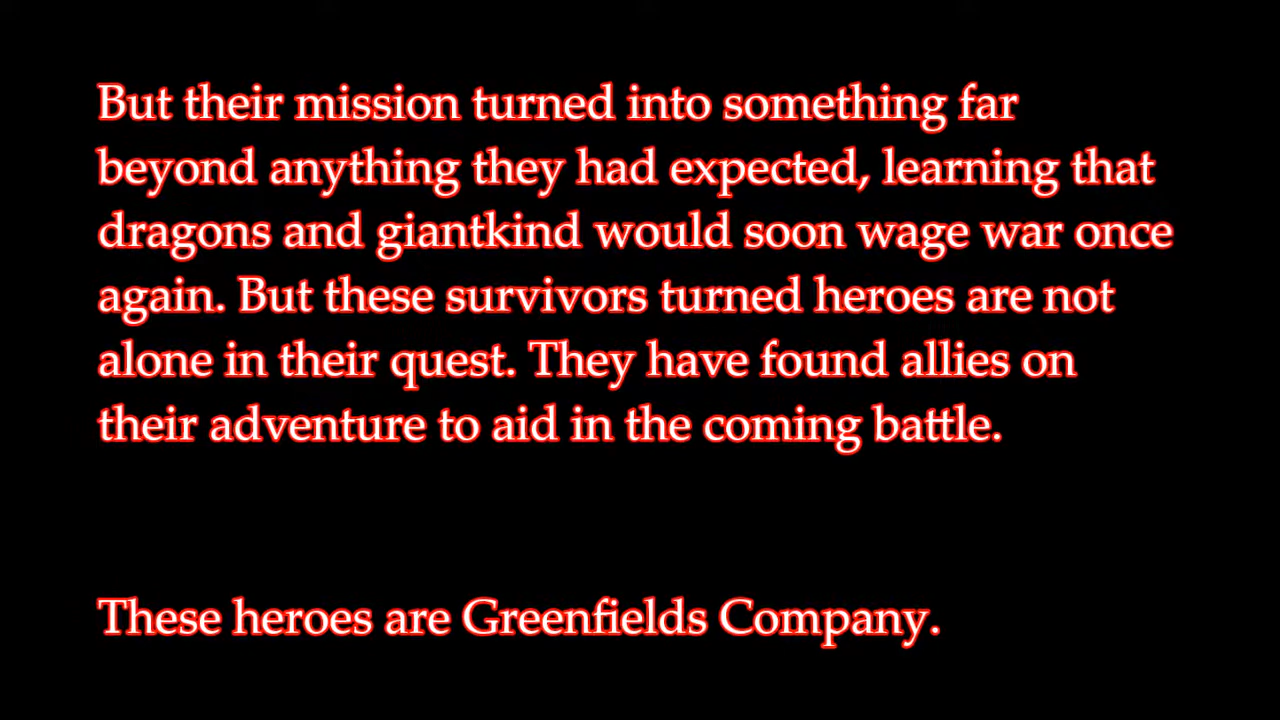 But their mission turned into something far
beyond anything they had expected, learning that
dragons and giantkind would soon wage war once
again. But these survivors turned heroes are not
alone in their quest. They have found allies on
their adventure to aid in the coming battle.
These heroes are Greenfields Company.